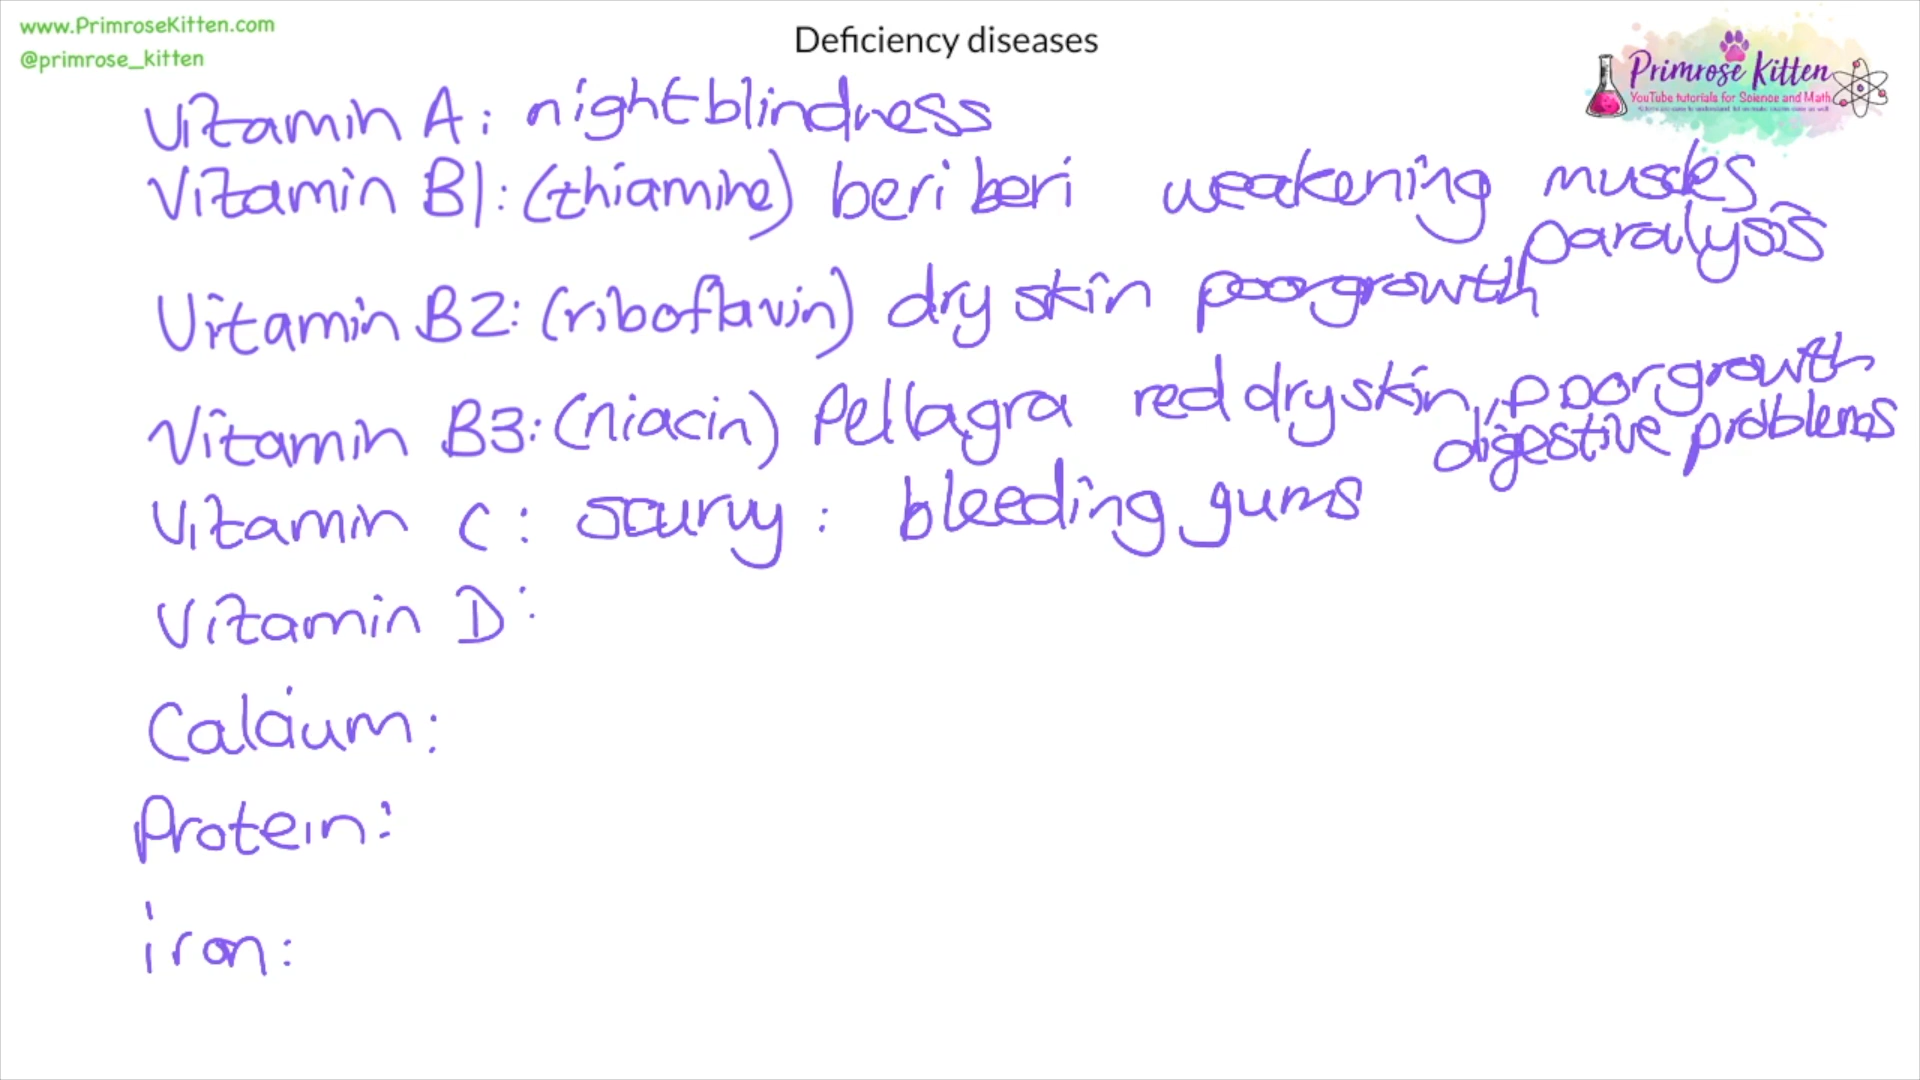 www.PrimroseKitten.com
@primrose_kitten
Deficiency diseases
Primrose Kitten
YouTube tutorials for Science and Math
Vitamin A: nightblindness
Vitamin B1: (thiamine) beri beri weakening muscles
paralysis
Vitamin B2: (riboflavin) dry skin poor growth
Vitamin B3: (niacin) Pellagra red dry skin, poor growth
digestive problems
Vitamin C: scurvy: bleeding gums
Vitamin D:
Calcium:
Protein:
iron: